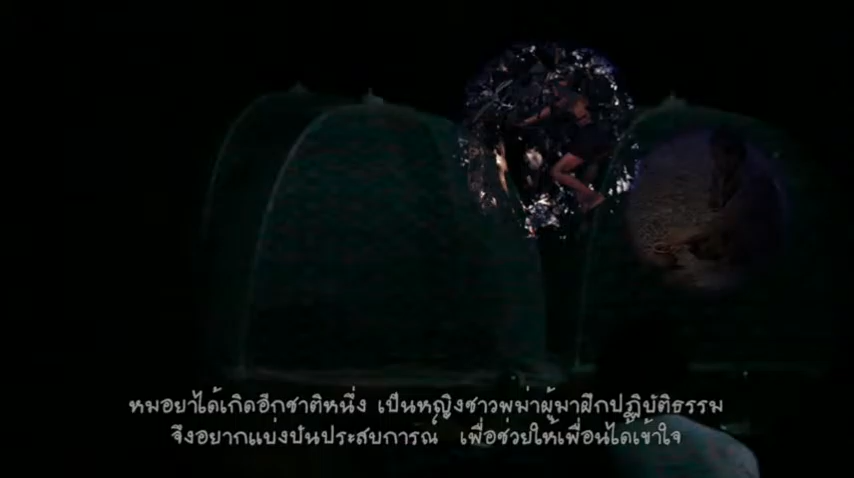 หมอยาได้เกิดอีกชาติหนึ่ง เป็นหญิงชาวพม่าผู้มาฝึกปฏิบัติธรรม
จึงอยากแบ่งปันประสบการณ์ เพื่อช่วยให้เพื่อนได้เข้าใจ